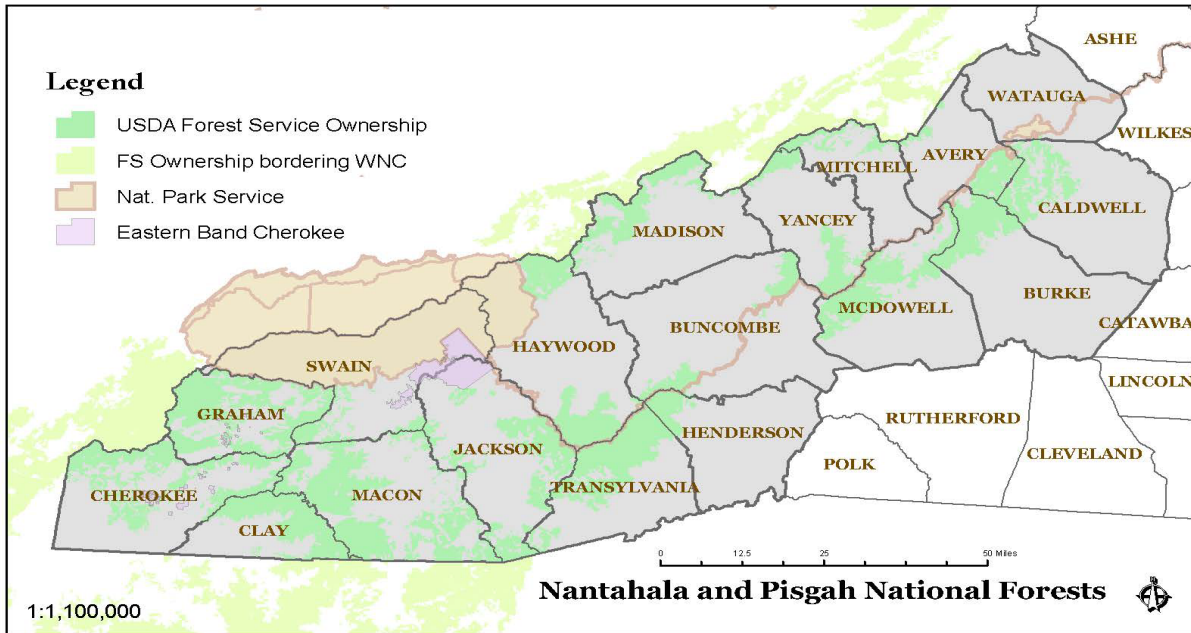 Legend
USDA Forest Service Ownership
FS Ownership bordering WNC
Nat. Park Service
Eastern Band Cherokee
ASHE
WATAUGA
WILKES
AVERY
MITCHELL
CALDWELL
YANCEY
MADISON
BURKE
MCDOWELL
CATAWBA
BUNCOMBE
HAYWOOD
SWAIN
LINCOLN
GRAHAM
RUTHERFORD
HENDERSON
JACKSON
CLEVELAND
POLK
TRANSYLVANIA
CHEROKEE
MACON
CLAY
0 12.5 25 50 Miles
Nantahala and Pisgah National Forests
1:1,100,000